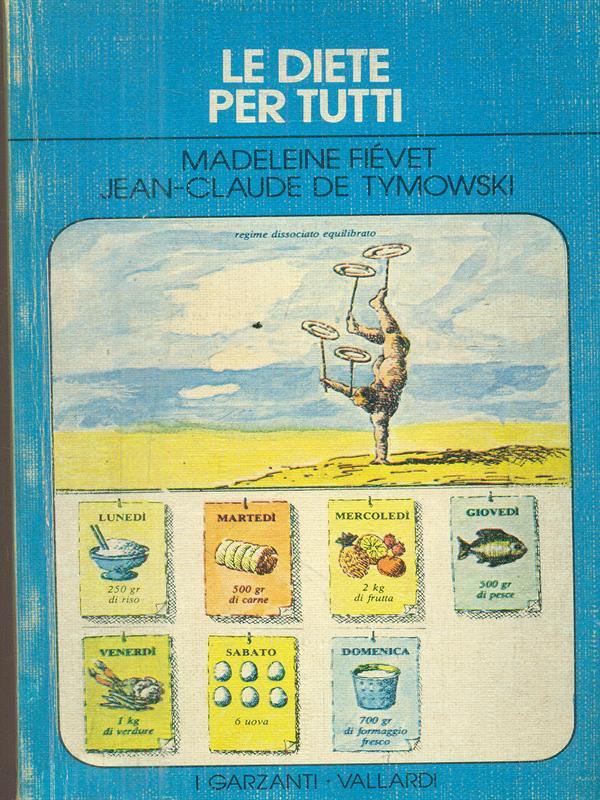 LE DIETE
PER TUTTI
MADELEINE FIÉVET
JEAN-CLAUDE DE TYMOWSKI
regime dissociato equilibrato
LUNEDÌ
250 gr
di riso
MARTEDÌ
500 gr
di carne
MERCOLEDÌ
2 kg
di frutta
GIOVEDÌ
500 gr
di pesce
VENERDÌ
1 kg
di verdure
SABATO
6 uova
DOMENICA
700 gr
di formaggio
fresco
I GARZANTI · VALLARDI